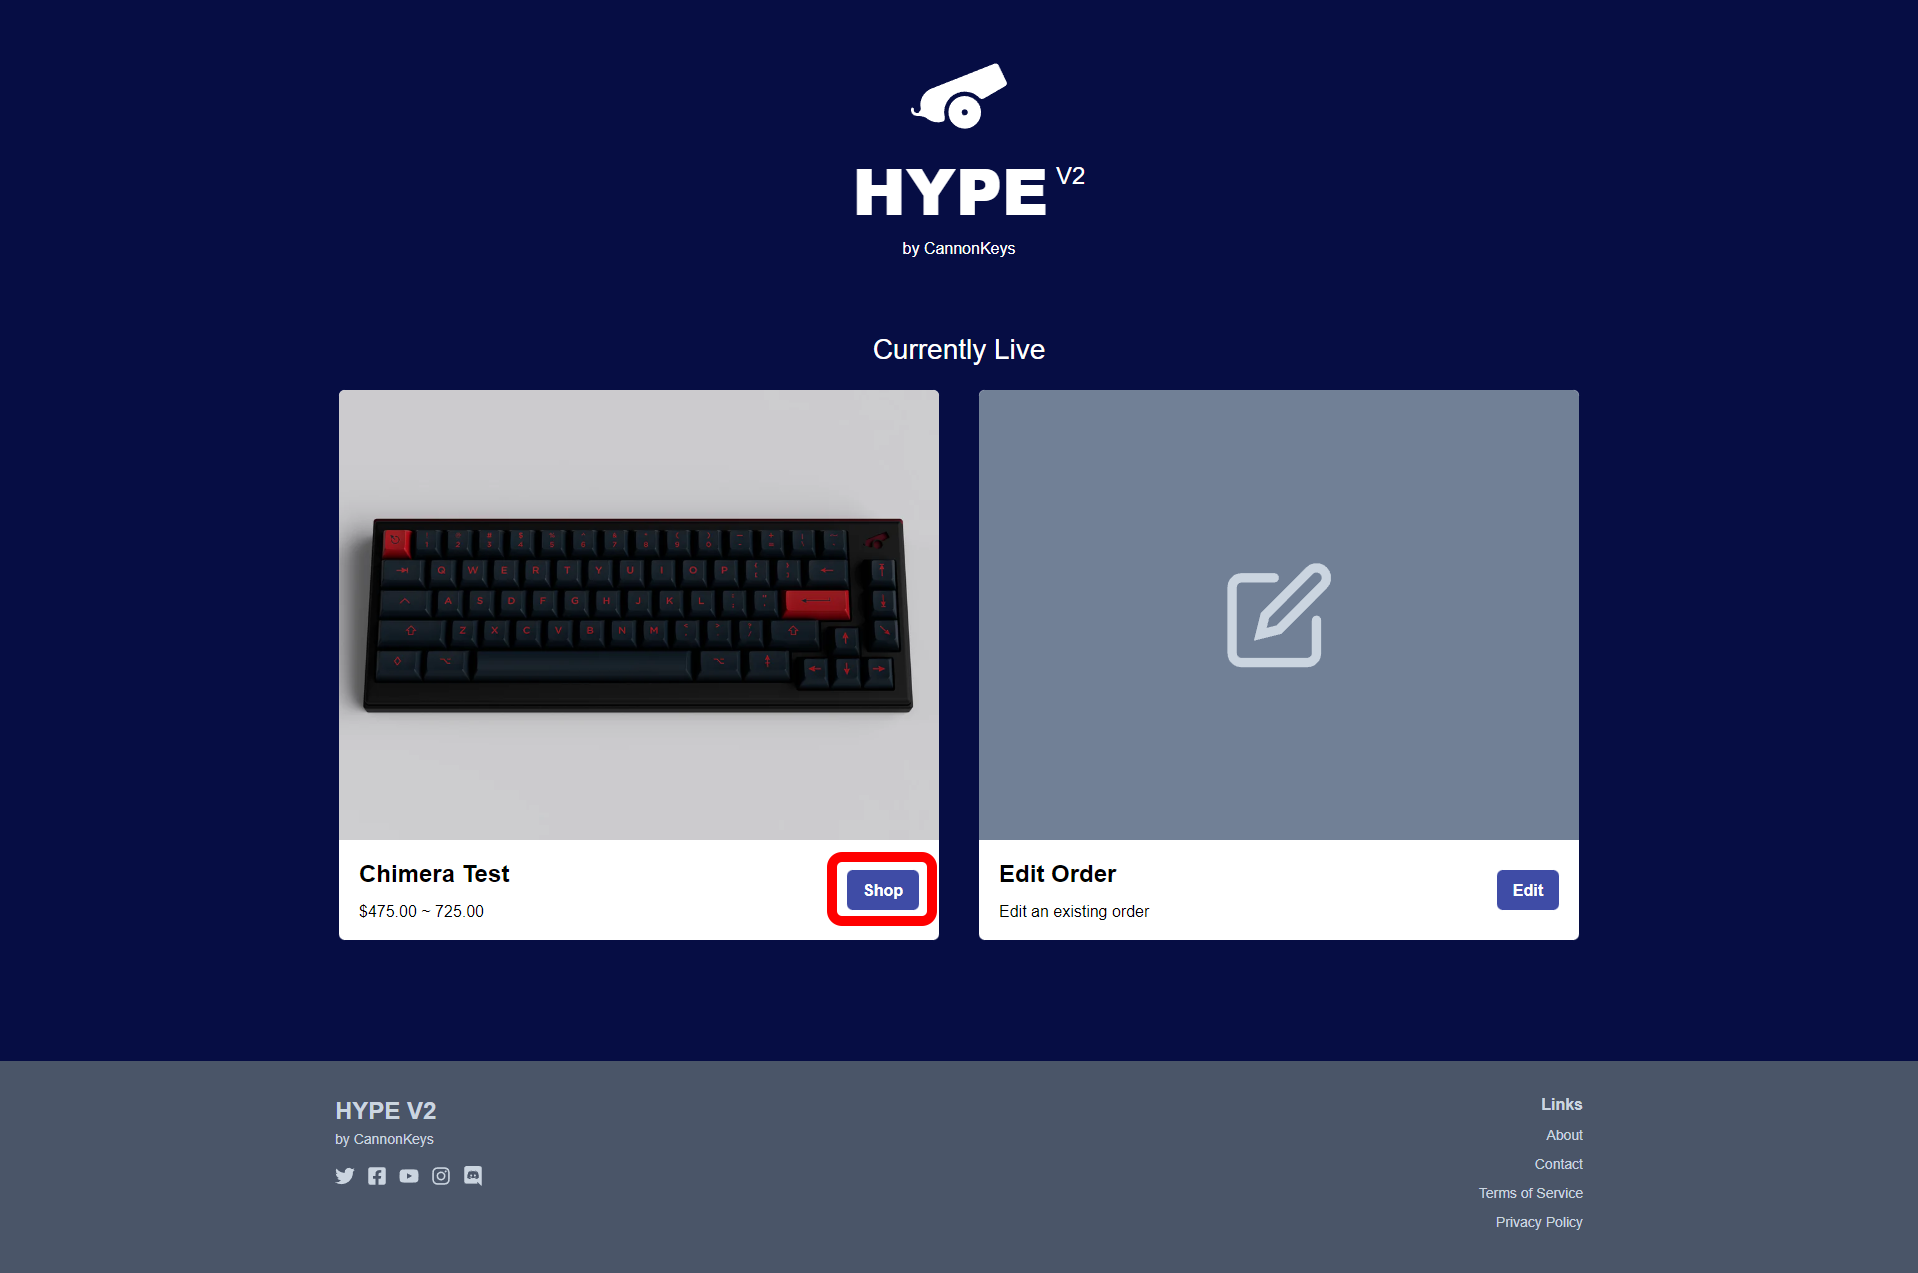 HYPE V2
by CannonKeys
Currently Live
Q W E R T Y U I O P
A S D F G H J K L
Z X C V B N M
Chimera Test
$475.00 ~ 725.00
Shop
Edit Order
Edit an existing order
Edit
HYPE V2
by CannonKeys
Links
About
Contact
Terms of Service
Privacy Policy